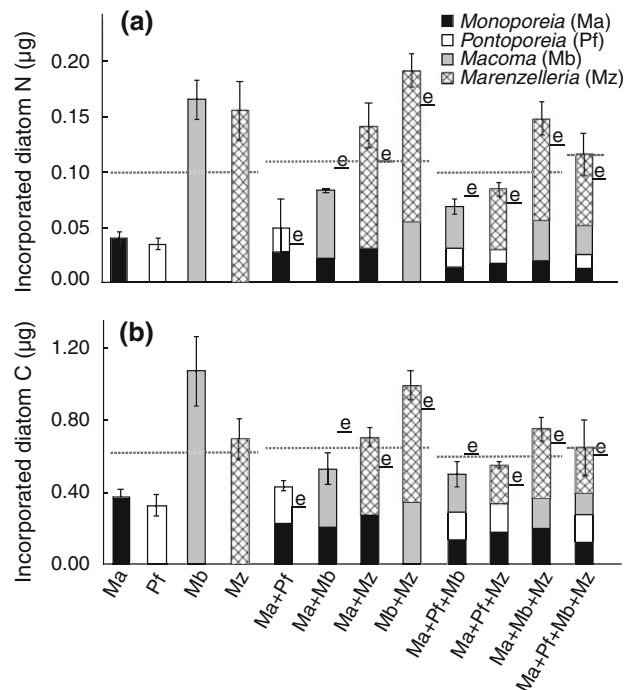 (a)
Monoporeia (Ma)
Pontoporeia (Pf)
Macoma (Mb)
Marenzelleria (Mz)
Incorporated diatom N (µg)
0.20
0.15
0.10
0.05
0.00
e
e
e
e
e
e
e
e
(b)
Incorporated diatom C (µg)
1.20
0.80
0.40
0.00
e
e
e
e
e
e
e
e
Ma
Pf
Mb
Mz
Ma+Pf
Ma+Mb
Ma+Mz
Mb+Mz
Ma+Pf+Mb
Ma+Pf+Mz
Ma+Mb+Mz
Ma+Pf+Mb+Mz